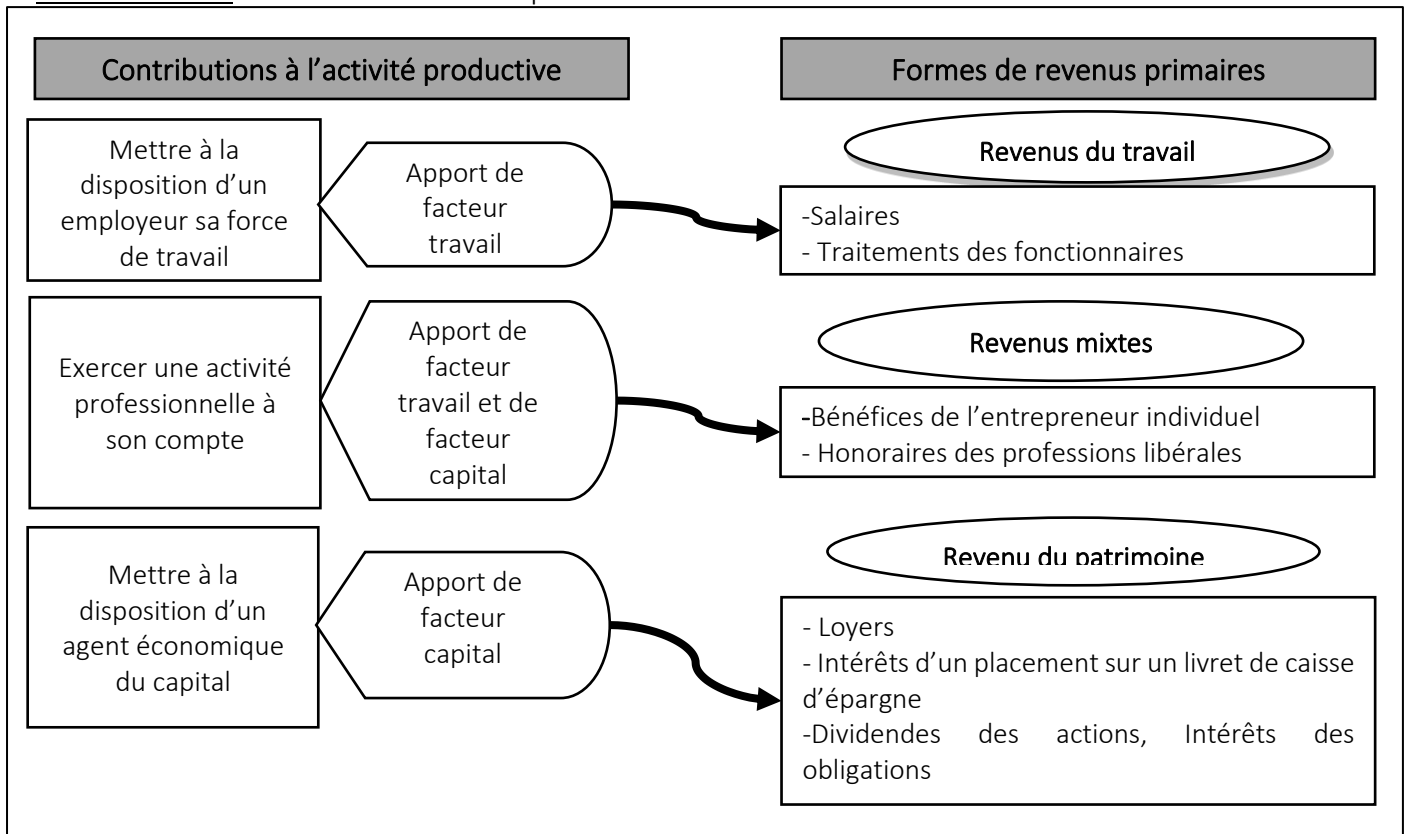 Contributions à l’activité productive
Formes de revenus primaires
Mettre à la
disposition d’un
employeur sa force
de travail
Apport de
facteur
travail
Revenus du travail
-Salaires
- Traitements des fonctionnaires
Exercer une activité
professionnelle à
son compte
Apport de
facteur
travail et de
facteur
capital
Revenus mixtes
-Bénéfices de l’entrepreneur individuel
- Honoraires des professions libérales
Mettre à la
disposition d’un
agent économique
du capital
Apport de
facteur
capital
Revenu du patrimoine
- Loyers
- Intérêts d’un placement sur un livret de caisse
d’épargne
-Dividendes des actions, Intérêts des
obligations